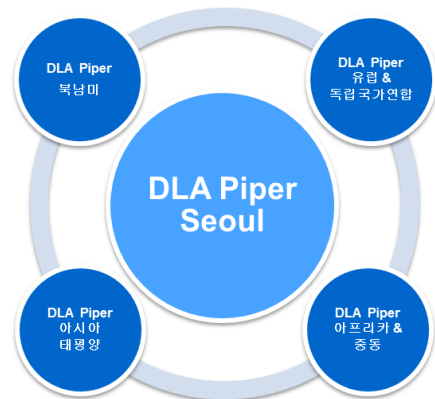 DLA Piper
북남미
DLA Piper
유럽 &
독립국가연합
DLA Piper
Seoul
DLA Piper
아시아
태평양
DLA Piper
아프리카 &
중동